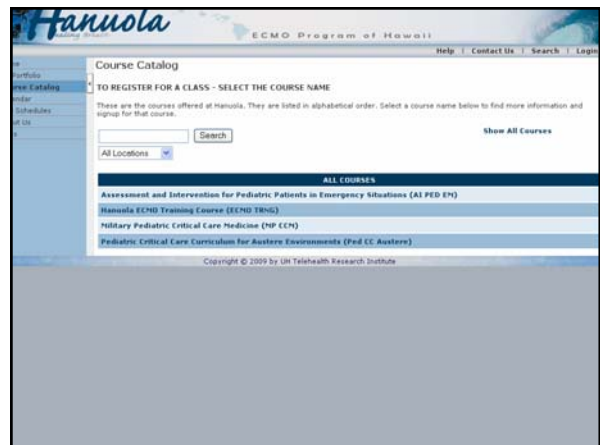 Hanuola
ECMO Program of Hawaii
Help | Contact Us | Search | Login
Course Catalog
TO REGISTER FOR A CLASS - SELECT THE COURSE NAME
These are the courses offered at Hanuola. They are listed in alphabetical order. Select a course name below to find more information and
signup for that course.
Search
Show All Courses
All Locations
ALL COURSES
Assessment and Intervention for Pediatric Patients in Emergency Situations (AI PED EM)
Hanuola ECMO Training Course (ECMO TRNG)
Military Pediatric Critical Care Medicine (MP CCM)
Pediatric Critical Care Curriculum for Austere Environments (Ped CC Austere)
Copyright © 2009 by UH Telehealth Research Institute